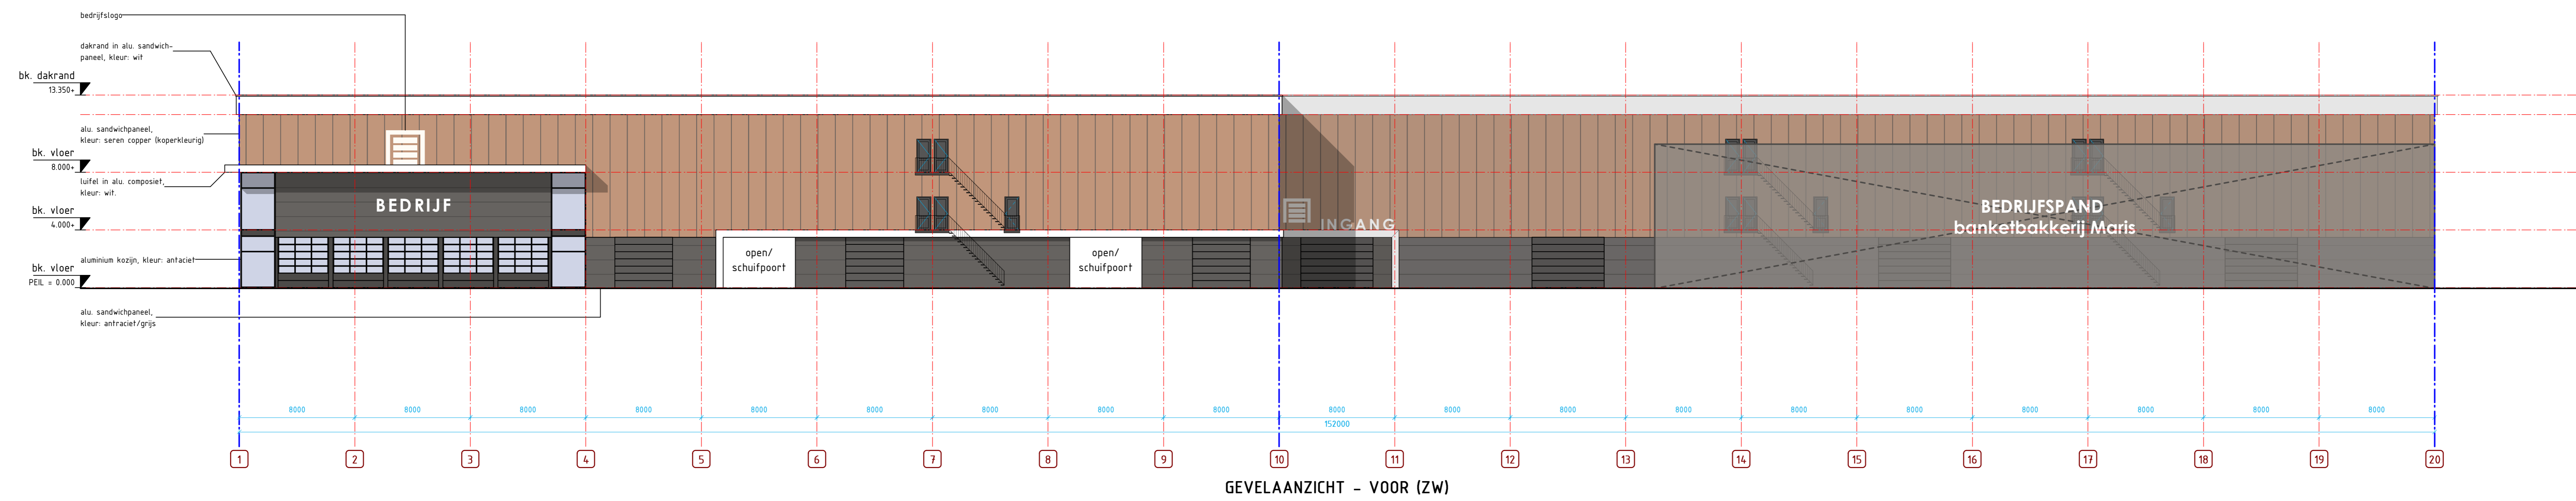 bedrijfslogo
dakrand in alu. sandwich-
paneel, kleur: wit
bk. dakrand
13.350+
alu. sandwichpaneel,
kleur: seren copper (koperkleurig)
bk. vloer
8.000+
luifel in alu. composiet,
kleur: wit.
bk. vloer
4.000+
aluminium kozijn, kleur: antaciet
bk. vloer
PEIL = 0.000
alu. sandwichpaneel,
kleur: antraciet/grijs
BEDRIJF
open/
schuifpoort
open/
schuifpoort
INGANG
BEDRIJFSPAND
banketbakkerij Maris
8000 8000 8000 8000 8000 8000 8000 8000 8000 8000 8000 8000 8000 8000 8000 8000 8000 8000 8000
152000
1 2 3 4 5 6 7 8 9 10 11 12 13 14 15 16 17 18 19 20
GEVELAANZICHT - VOOR (ZW)